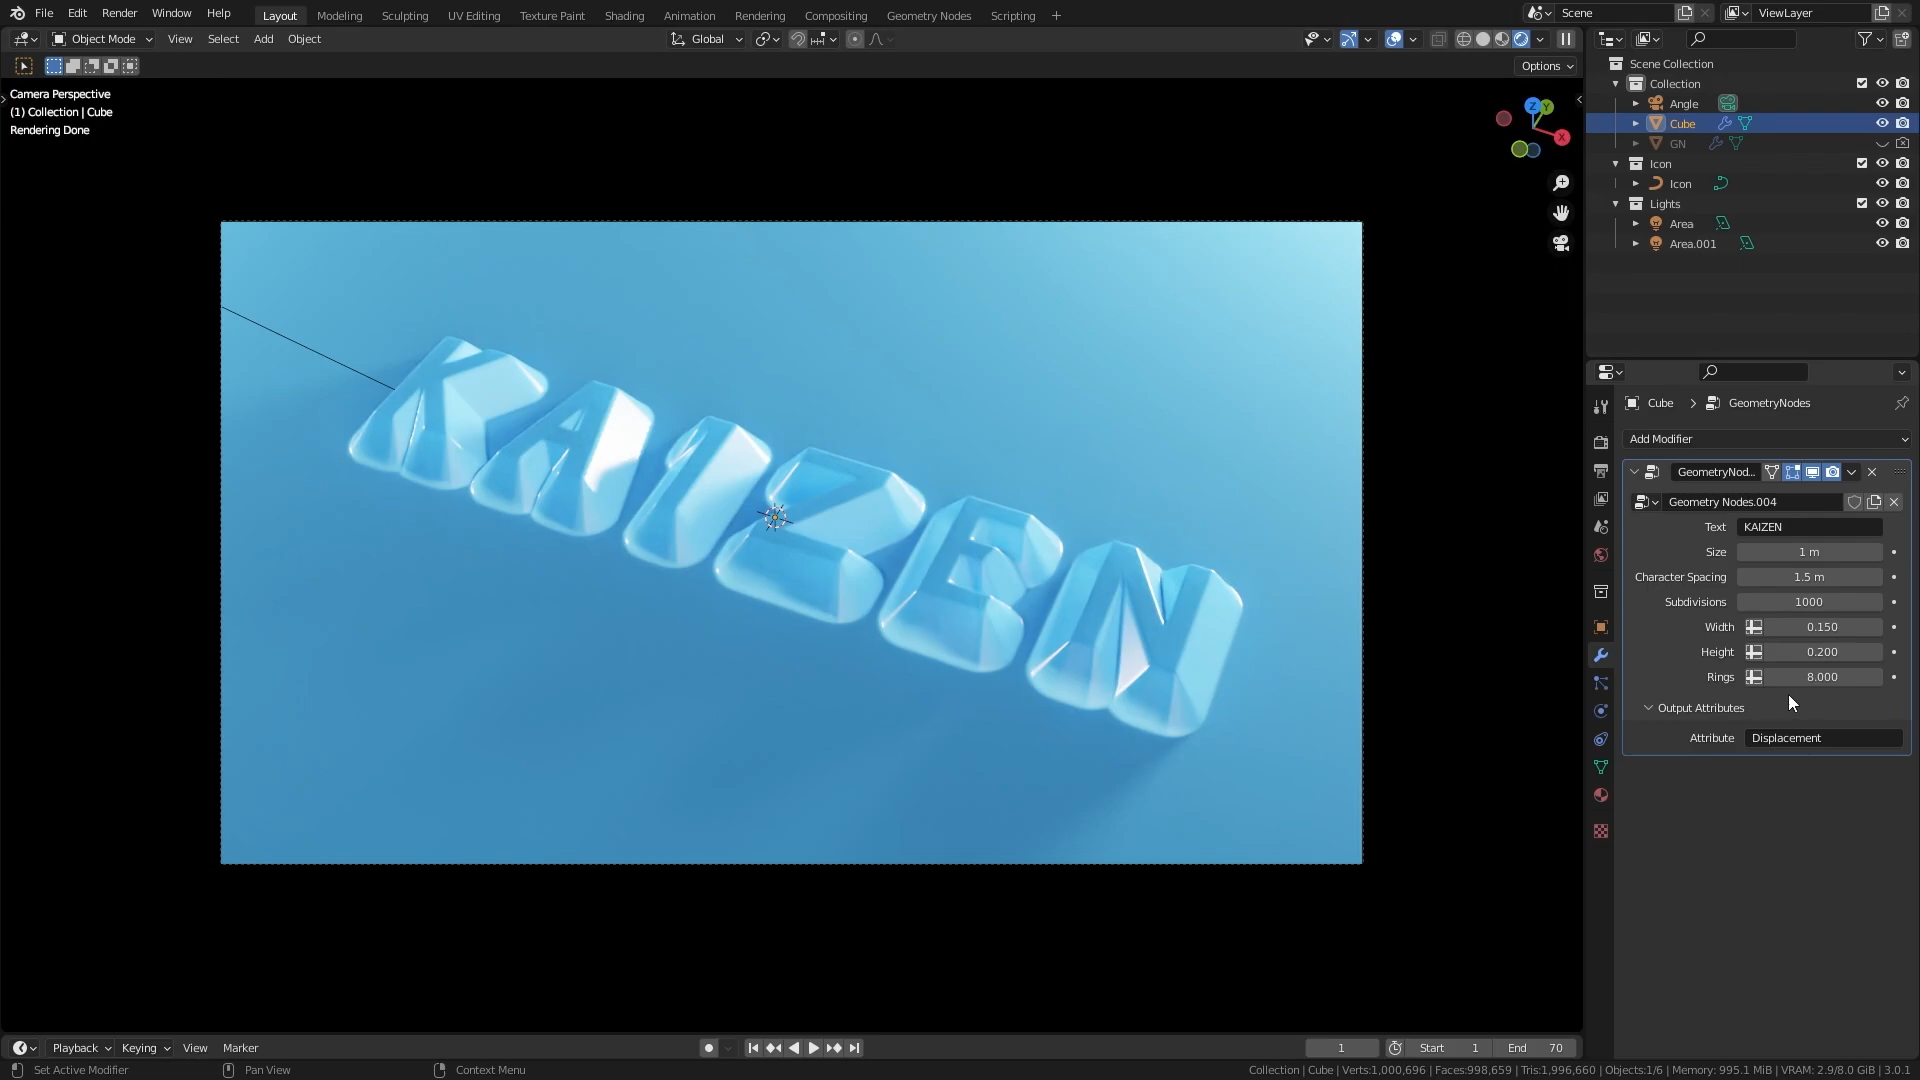 File Edit Render Window Help Layout Modeling Sculpting UV Editing Texture Paint Shading Animation Rendering Compositing Geometry Nodes Scripting + Scene ViewLayer
Object Mode View Select Add Object Global
Options
Camera Perspective
(1) Collection | Cube
Rendering Done
Z Y
X
KAIZEN
Scene Collection
Collection
Angle
Cube
GN
Icon
Icon
Lights
Area
Area.001
Cube > GeometryNodes
Add Modifier
GeometryNod...
Geometry Nodes.004
Text KAIZEN
Size 1 m
Character Spacing 1.5 m
Subdivisions 1000
Width 0.150
Height 0.200
Rings 8.000
Output Attributes
Attribute Displacement
Playback Keying View Marker 1 Start 1 End 70
Set Active Modifier Pan View Context Menu Collection | Cube | Verts:1,000,696 | Faces:998,659 | Tris:1,996,660 | Objects:1/6 | Memory: 995.1 MiB | VRAM: 2.9/8.0 GiB | 3.0.1